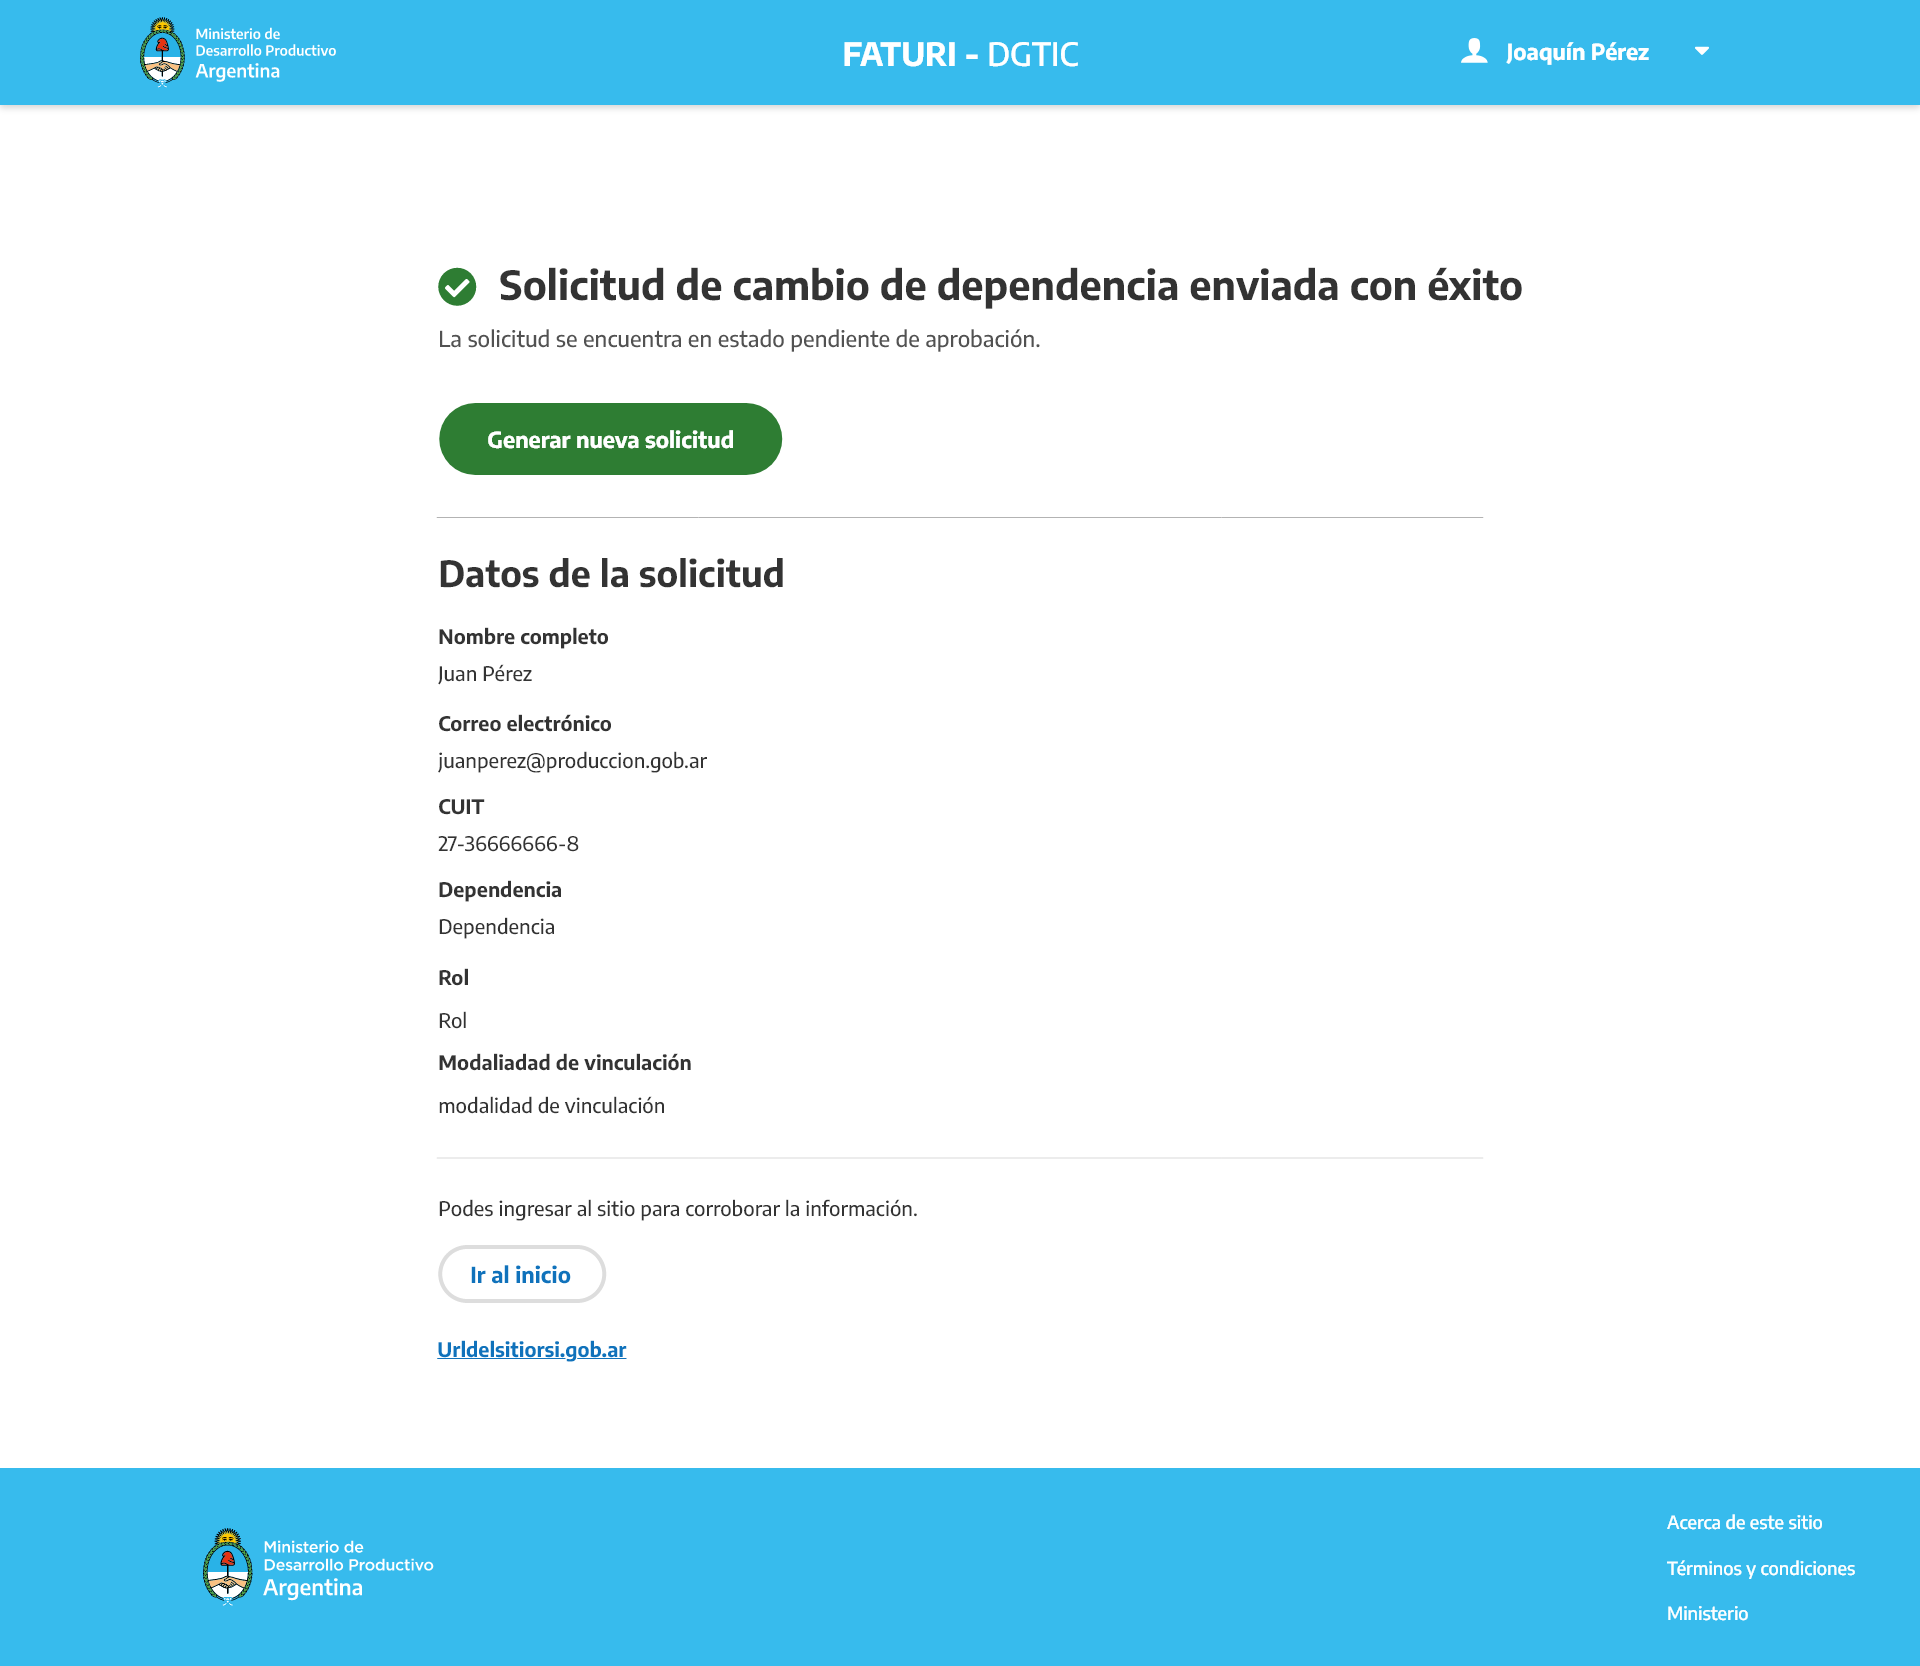 Ministerio de
Desarrollo Productivo
Argentina
FATURI - DGTIC
Joaquín Pérez
Solicitud de cambio de dependencia enviada con éxito
La solicitud se encuentra en estado pendiente de aprobación.
Generar nueva solicitud
Datos de la solicitud
Nombre completo
Juan Pérez
Correo electrónico
juanperez@produccion.gob.ar
CUIT
27-36666666-8
Dependencia
Dependencia
Rol
Rol
Modaliadad de vinculación
modalidad de vinculación
Podes ingresar al sitio para corroborar la información.
Ir al inicio
Urldelsitiorsi.gob.ar
Ministerio de
Desarrollo Productivo
Argentina
Acerca de este sitio
Términos y condiciones
Ministerio